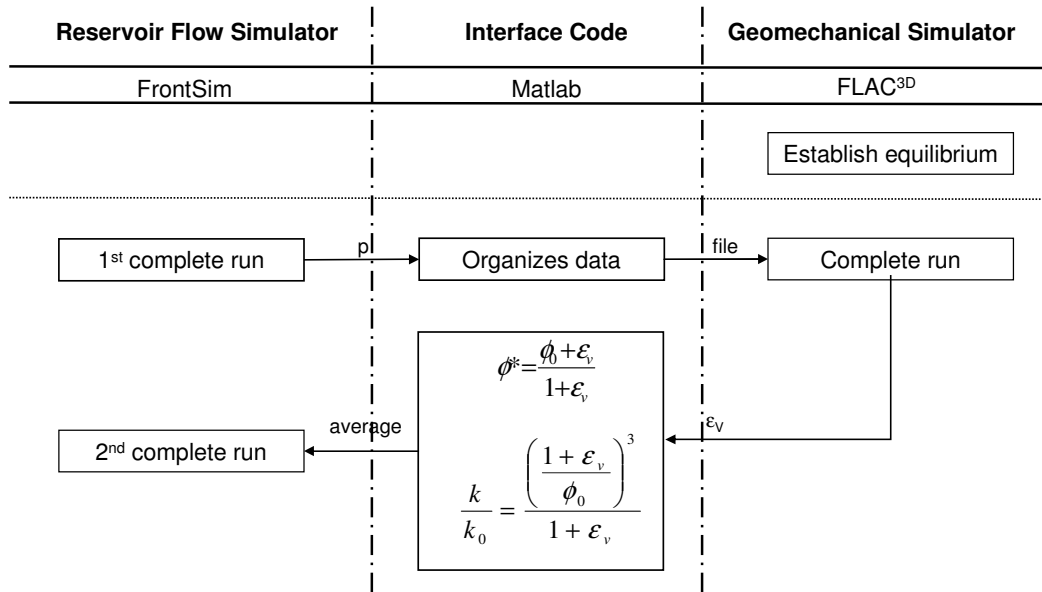 Reservoir Flow Simulator Interface Code Geomechanical Simulator
FrontSim Matlab FLAC³ᴰ
Establish equilibrium
1ˢᵗ complete run p Organizes data file Complete run
ϕ* = (ϕ₀ + εᵥ) / (1 + εᵥ)
2ⁿᵈ complete run average εᵥ
k / k₀ = ((1 + εᵥ) / ϕ₀)³ / (1 + εᵥ)